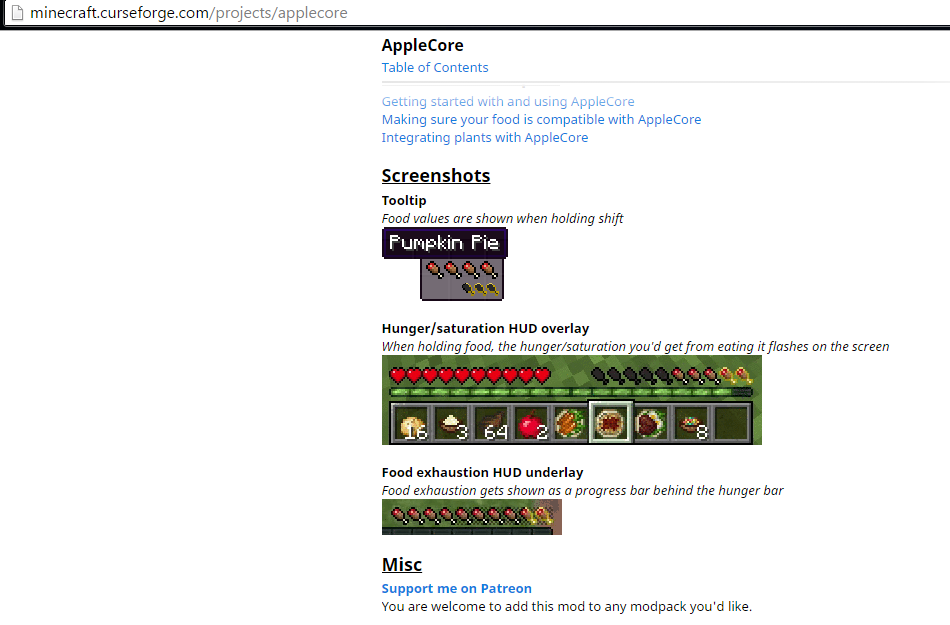 minecraft.curseforge.com/projects/applecore
AppleCore
Table of Contents
Getting started with and using AppleCore
Making sure your food is compatible with AppleCore
Integrating plants with AppleCore
Screenshots
Tooltip
Food values are shown when holding shift
Pumpkin Pie
Hunger/saturation HUD overlay
When holding food, the hunger/saturation you'd get from eating it flashes on the screen
16 3 64 2 8
Food exhaustion HUD underlay
Food exhaustion gets shown as a progress bar behind the hunger bar
Misc
Support me on Patreon
You are welcome to add this mod to any modpack you'd like.